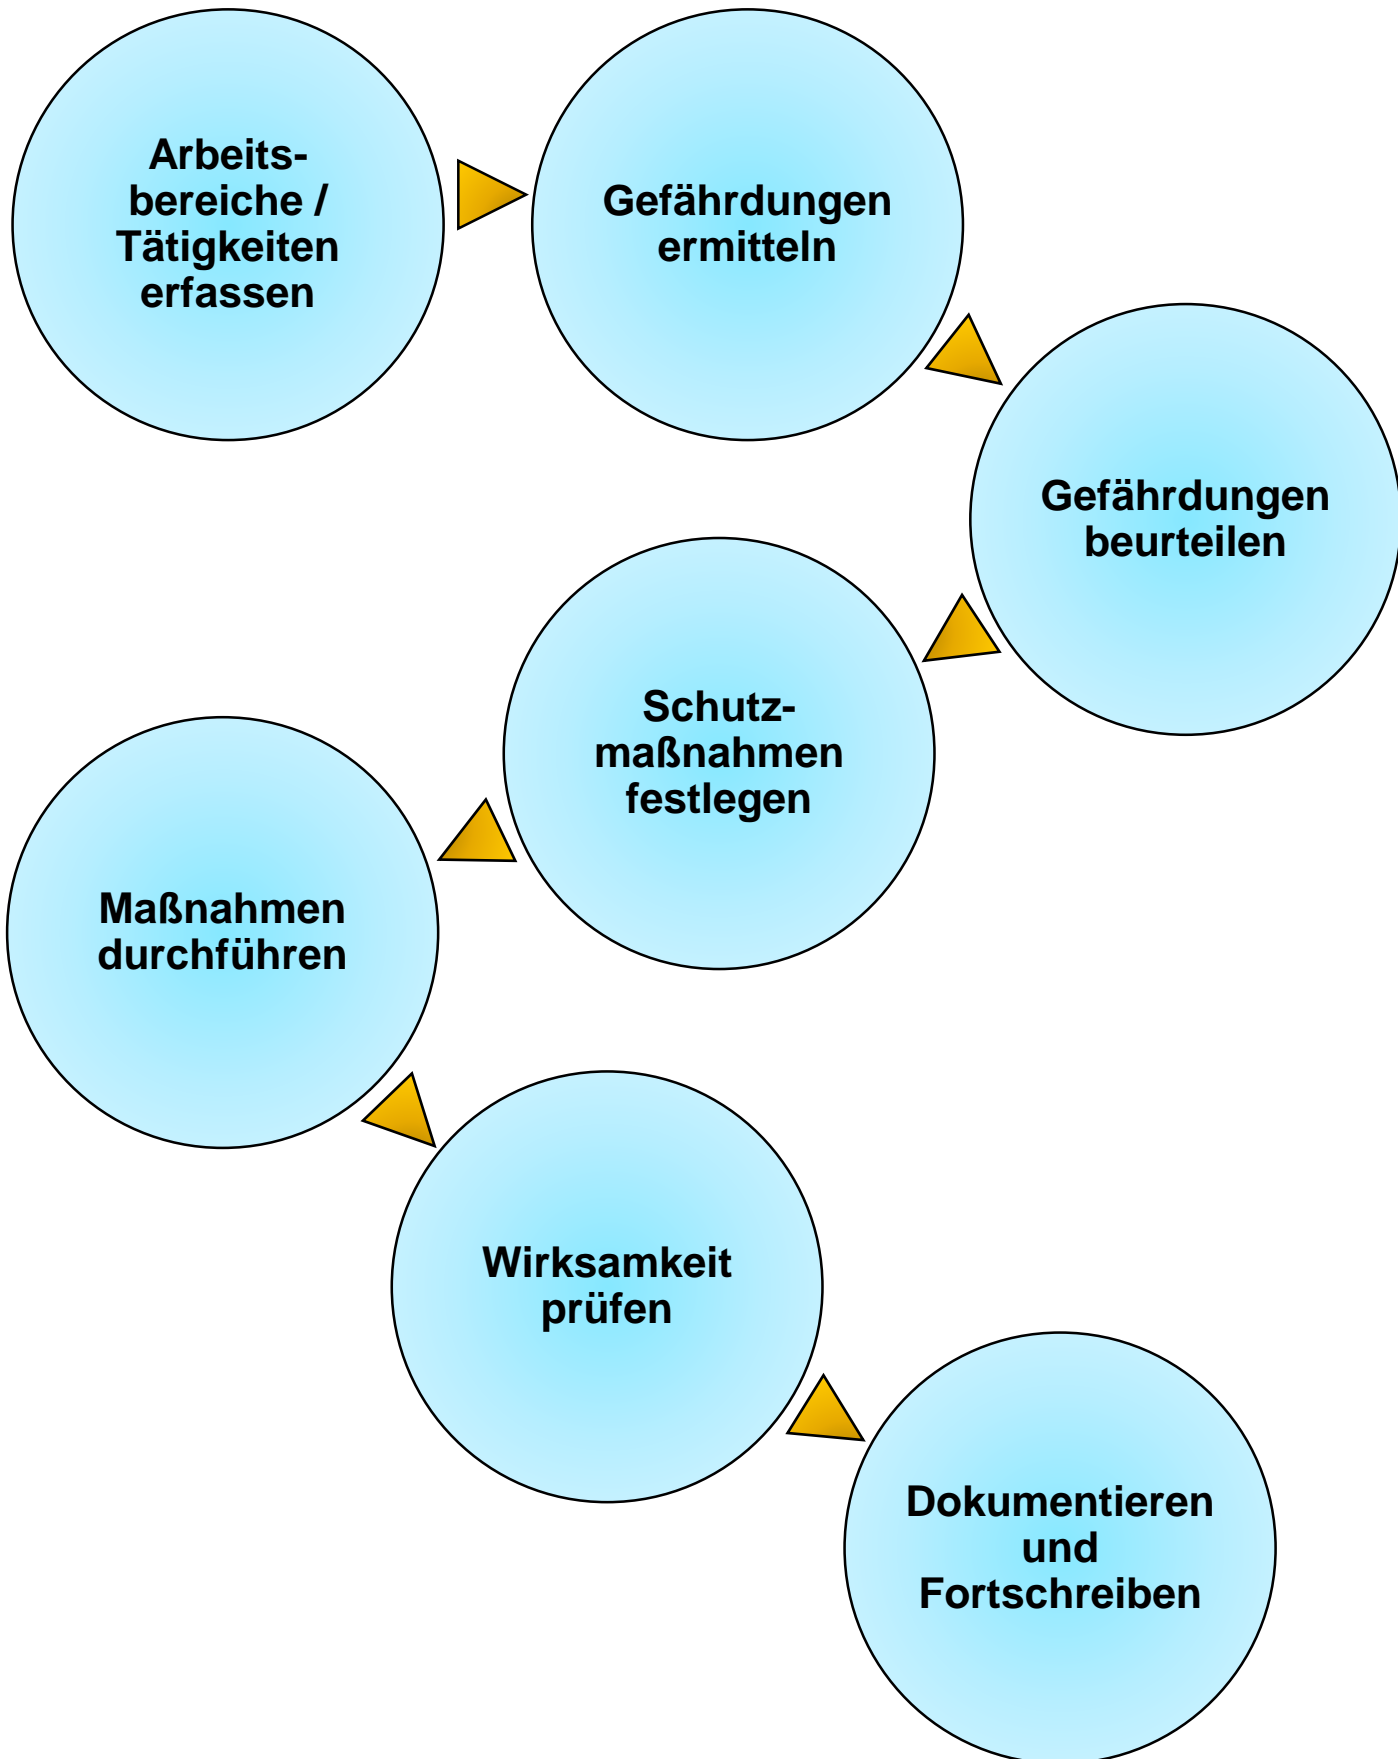 Arbeits-
bereiche /
Tätigkeiten
erfassen
Gefährdungen
ermitteln
Gefährdungen
beurteilen
Schutz-
maßnahmen
festlegen
Maßnahmen
durchführen
Wirksamkeit
prüfen
Dokumentieren
und
Fortschreiben